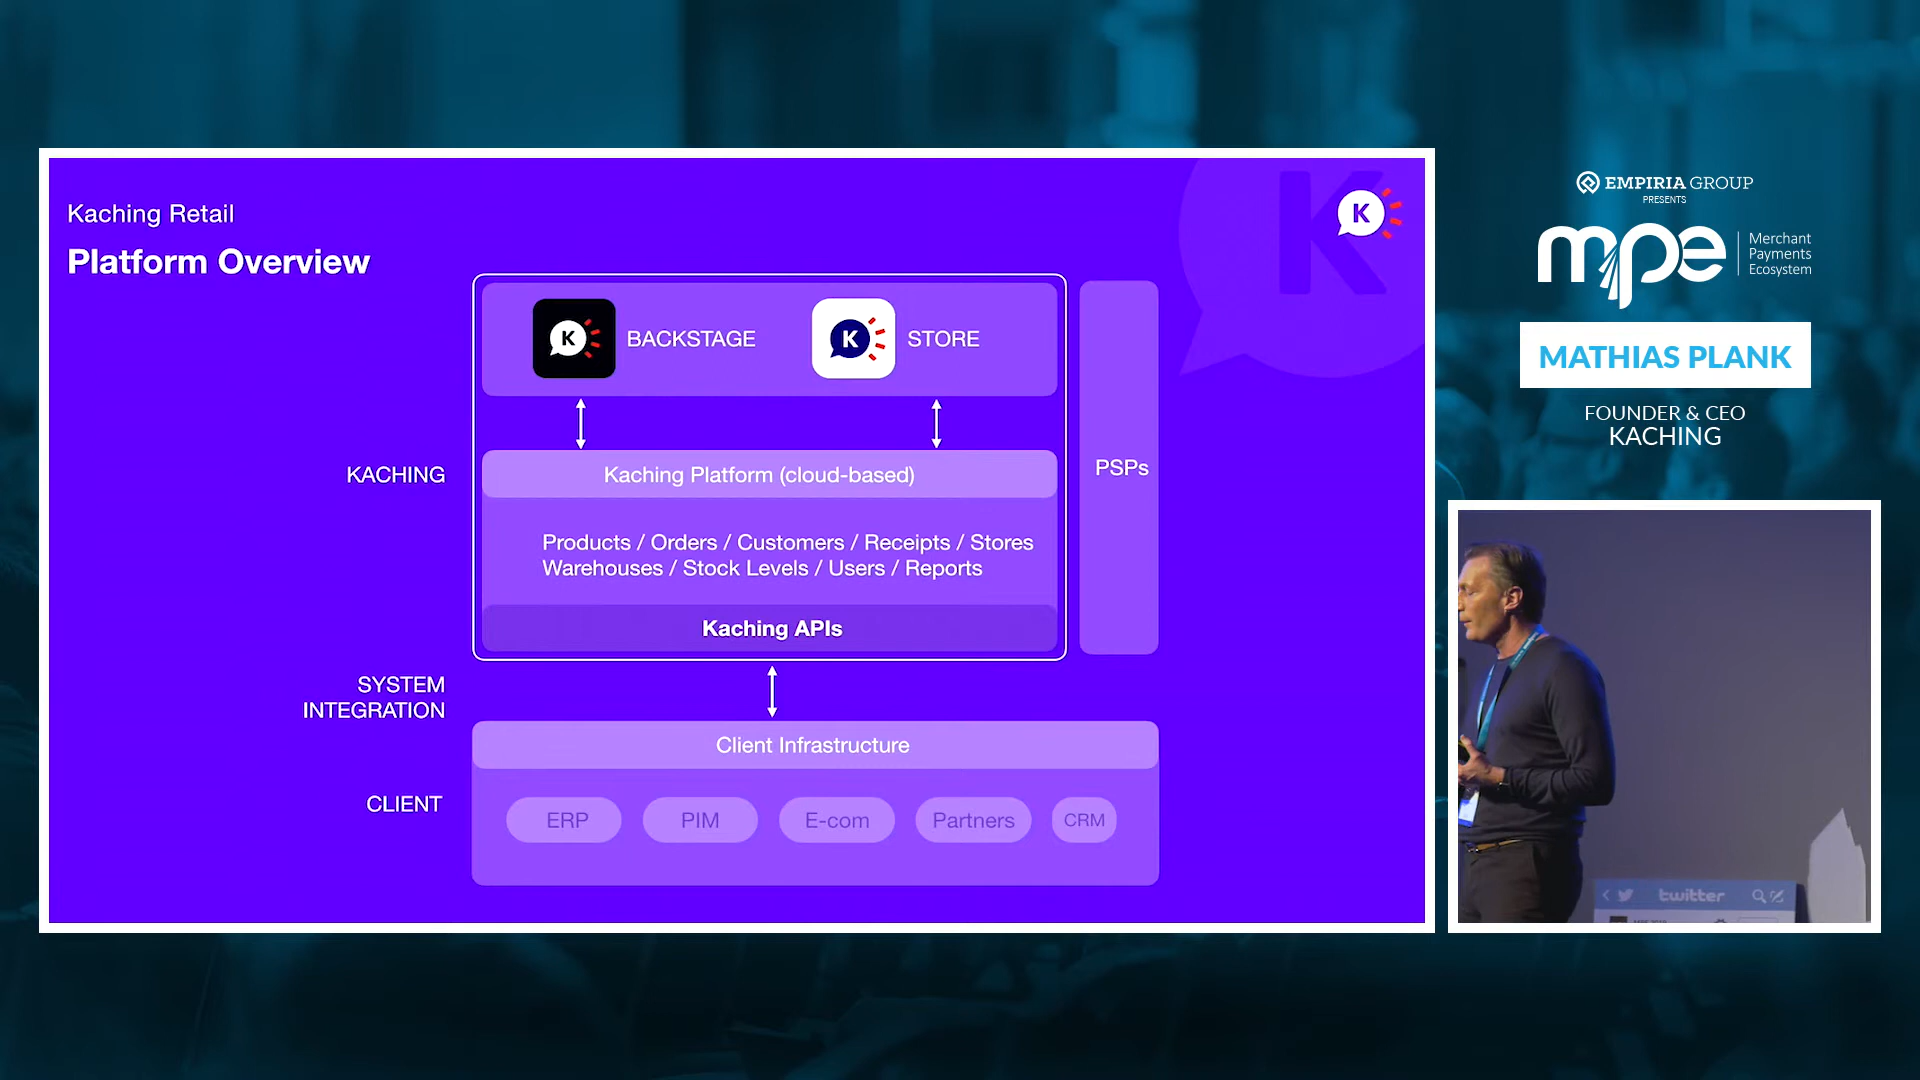 Kaching Retail
Platform Overview
K
K
K BACKSTAGE
K STORE
KACHING
Kaching Platform (cloud-based)
PSPs
Products / Orders / Customers / Receipts / Stores
Warehouses / Stock Levels / Users / Reports
Kaching APIs
SYSTEM
INTEGRATION
Client Infrastructure
CLIENT
ERP
PIM
E-com
Partners
CRM
EMPIRIA GROUP
PRESENTS
mpe
Merchant
Payments
Ecosystem
MATHIAS PLANK
FOUNDER & CEO
KACHING
twitter